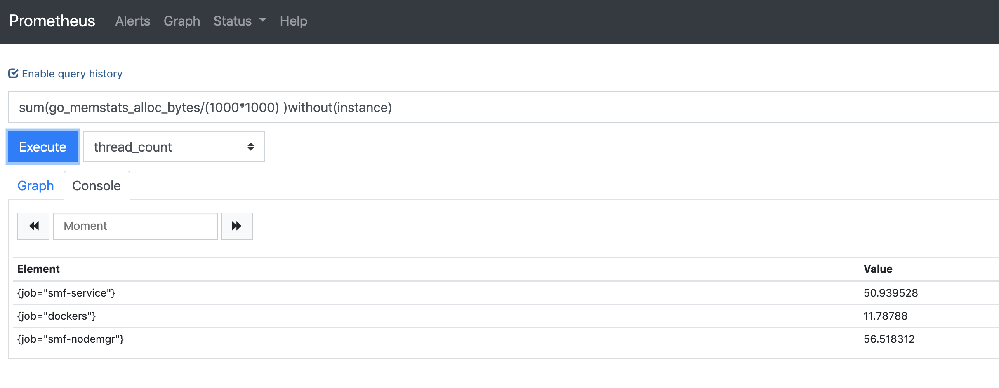 Prometheus Alerts Graph Status Help
Enable query history
sum(go_memstats_alloc_bytes/(1000*1000) )without(instance)
Execute thread_count
Graph Console
Moment
Element Value
{job="smf-service"} 50.939528
{job="dockers"} 11.78788
{job="smf-nodemgr"} 56.518312